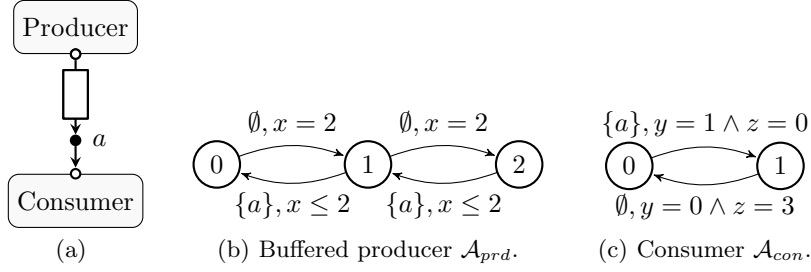 Producer
a
Consumer
(a)
∅, x = 2
∅, x = 2
0
1
2
{a}, x ≤ 2
{a}, x ≤ 2
(b) Buffered producer 𝒜prd.
{a}, y = 1 ∧ z = 0
0
1
∅, y = 0 ∧ z = 3
(c) Consumer 𝒜con.